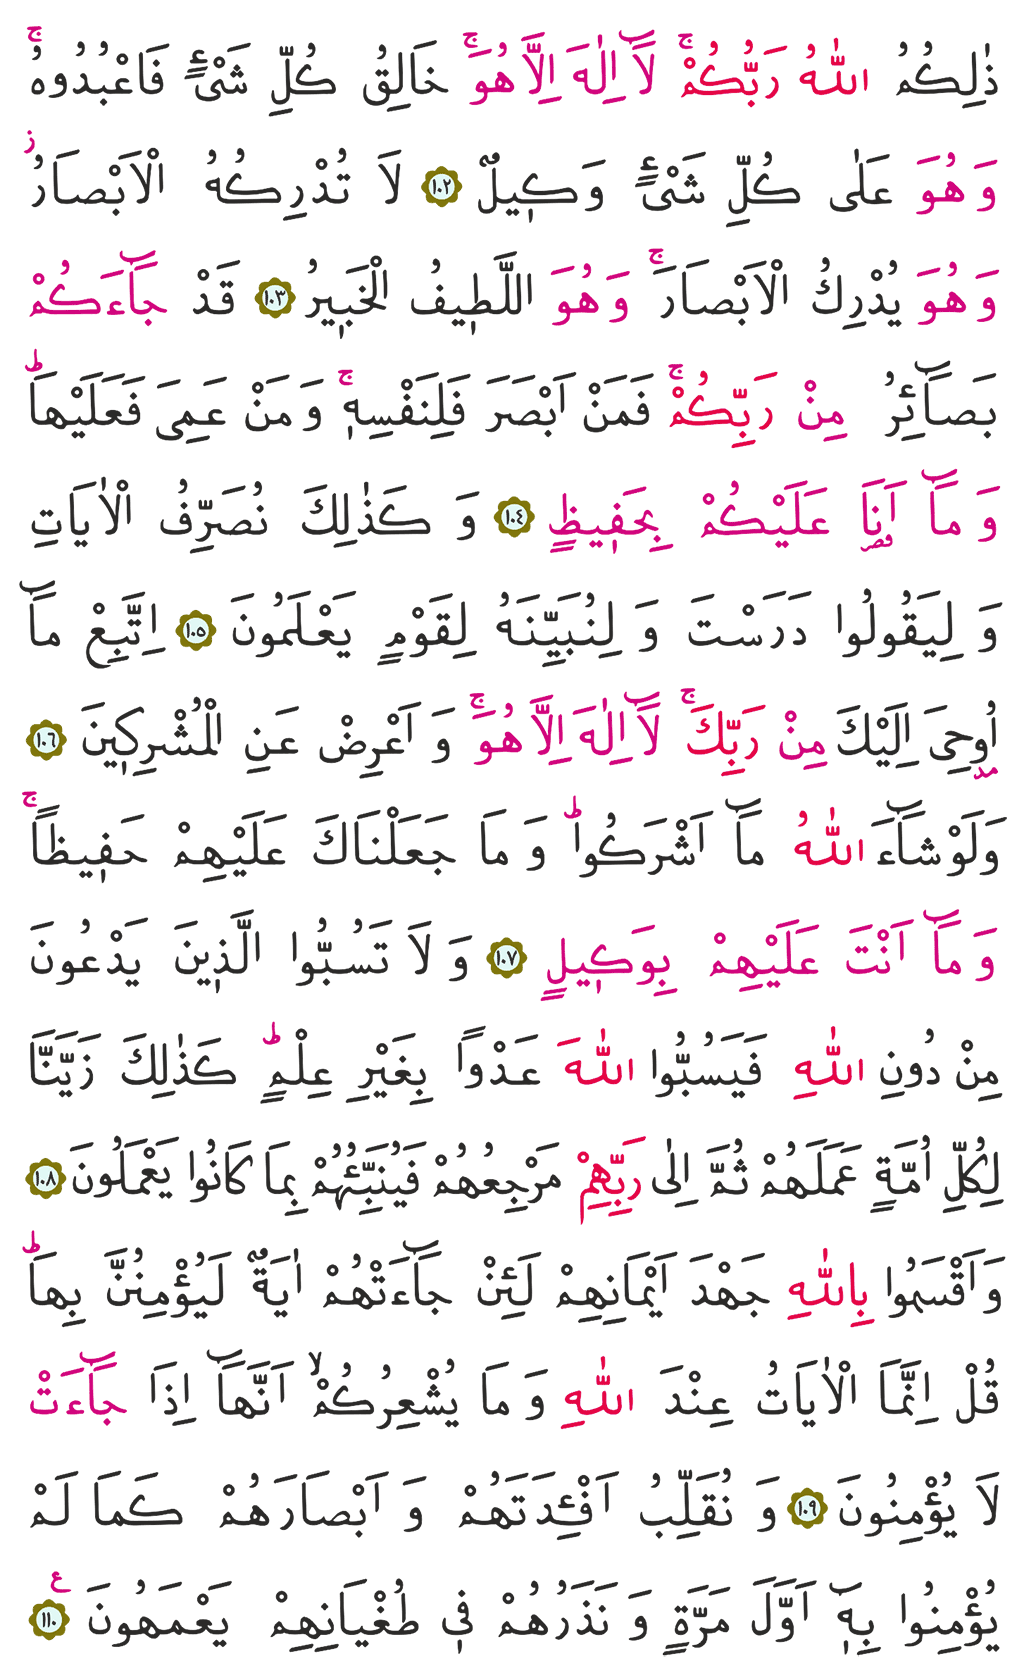 ذٰلِكُمُ اللّٰهُ رَبُّكُمْۚ لَٓا اِلٰهَ اِلَّا هُوَۚ خَالِقُ كُلِّ شَیْءٍ فَاعْبُدُوهُۚ
وَ هُوَ عَلٰى كُلِّ شَیْءٍ وَ كٖيلٌ ﴿١٠٢﴾ لَا تُدْرِكُهُ الْاَبْصَارُؗ
وَ هُوَ يُدْرِكُ الْاَبْصَارَۚ وَ هُوَ اللَّطٖيفُ الْخَبٖيرُ ﴿١٠٣﴾ قَدْ جَٓاءَكُمْ
بَصَٓائِرُ مِنْ رَبِّكُمْۚ فَمَنْ اَبْصَرَ فَلِنَفْسِهٖۚ وَ مَنْ عَمِیَ فَعَلَيْهَاؕ
وَ مَٓا اَنَا۬ عَلَيْكُمْ بِحَفٖيظٍ ﴿١٠٤﴾ وَ كَذٰلِكَ نُصَرِّفُ الْاٰيَاتِ
وَ لِيَقُولُوا دَرَسْتَ وَ لِنُبَيِّنَهُ لِقَوْمٍ يَعْلَمُونَ ﴿١٠٥﴾ اِتَّبِعْ مَٓا
اُو۫حِیَ اِلَيْكَ مِنْ رَبِّكَۚ لَٓا اِلٰهَ اِلَّا هُوَۚ وَ اَعْرِضْ عَنِ الْمُشْرِكٖينَ ﴿١٠٦﴾
وَلَوْ شَٓاءَ اللّٰهُ مَٓا اَشْرَكُواؕ وَ مَا جَعَلْنَاكَ عَلَيْهِمْ حَفٖيظًاۚ
وَ مَٓا اَنْتَ عَلَيْهِمْ بِوَكٖيلٍ ﴿١٠٧﴾ وَ لَا تَسُبُّوا الَّذٖينَ يَدْعُونَ
مِنْ دُونِ اللّٰهِ فَيَسُبُّوا اللّٰهَ عَدْوًا بِغَيْرِ عِلْمٍؕ كَذٰلِكَ زَيَّنَّا
لِكُلِّ اُمَّةٍ عَمَلَهُمْ ثُمَّ اِلٰى رَبِّهِمْ مَرْجِعُهُمْ فَيُنَبِّئُهُمْ بِمَا كَانُوا يَعْمَلُونَ ﴿١٠٨﴾
وَاَقْسَمُوا بِاللّٰهِ جَهْدَ اَيْمَانِهِمْ لَئِنْ جَٓاءَتْهُمْ اٰيَةٌ لَيُؤْمِنُنَّ بِهَاؕ
قُلْ اِنَّمَا الْاٰيَاتُ عِنْدَ اللّٰهِ وَ مَا يُشْعِرُكُمْۙ اَنَّهَٓا اِذَا جَٓاءَتْ
لَا يُؤْمِنُونَ ﴿١٠٩﴾ وَ نُقَلِّبُ اَفْئِدَتَهُمْ وَ اَبْصَارَهُمْ كَمَا لَمْ
يُؤْمِنُوا بِهٖٓ اَوَّلَ مَرَّةٍ وَ نَذَرُهُمْ فٖي طُغْيَانِهِمْ يَعْمَهُونَ ﴿١١٠﴾ ع